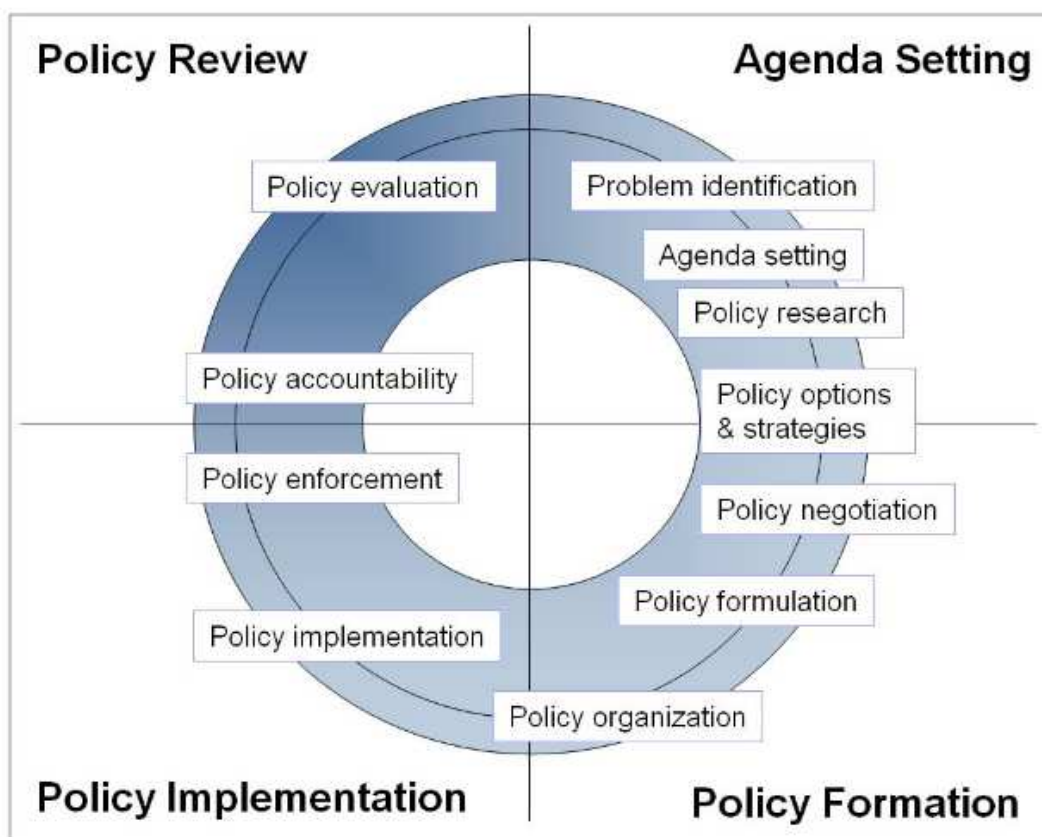 Policy Review
Agenda Setting
Policy evaluation
Problem identification
Agenda setting
Policy research
Policy accountability
Policy options
& strategies
Policy enforcement
Policy negotiation
Policy formulation
Policy implementation
Policy organization
Policy Implementation
Policy Formation